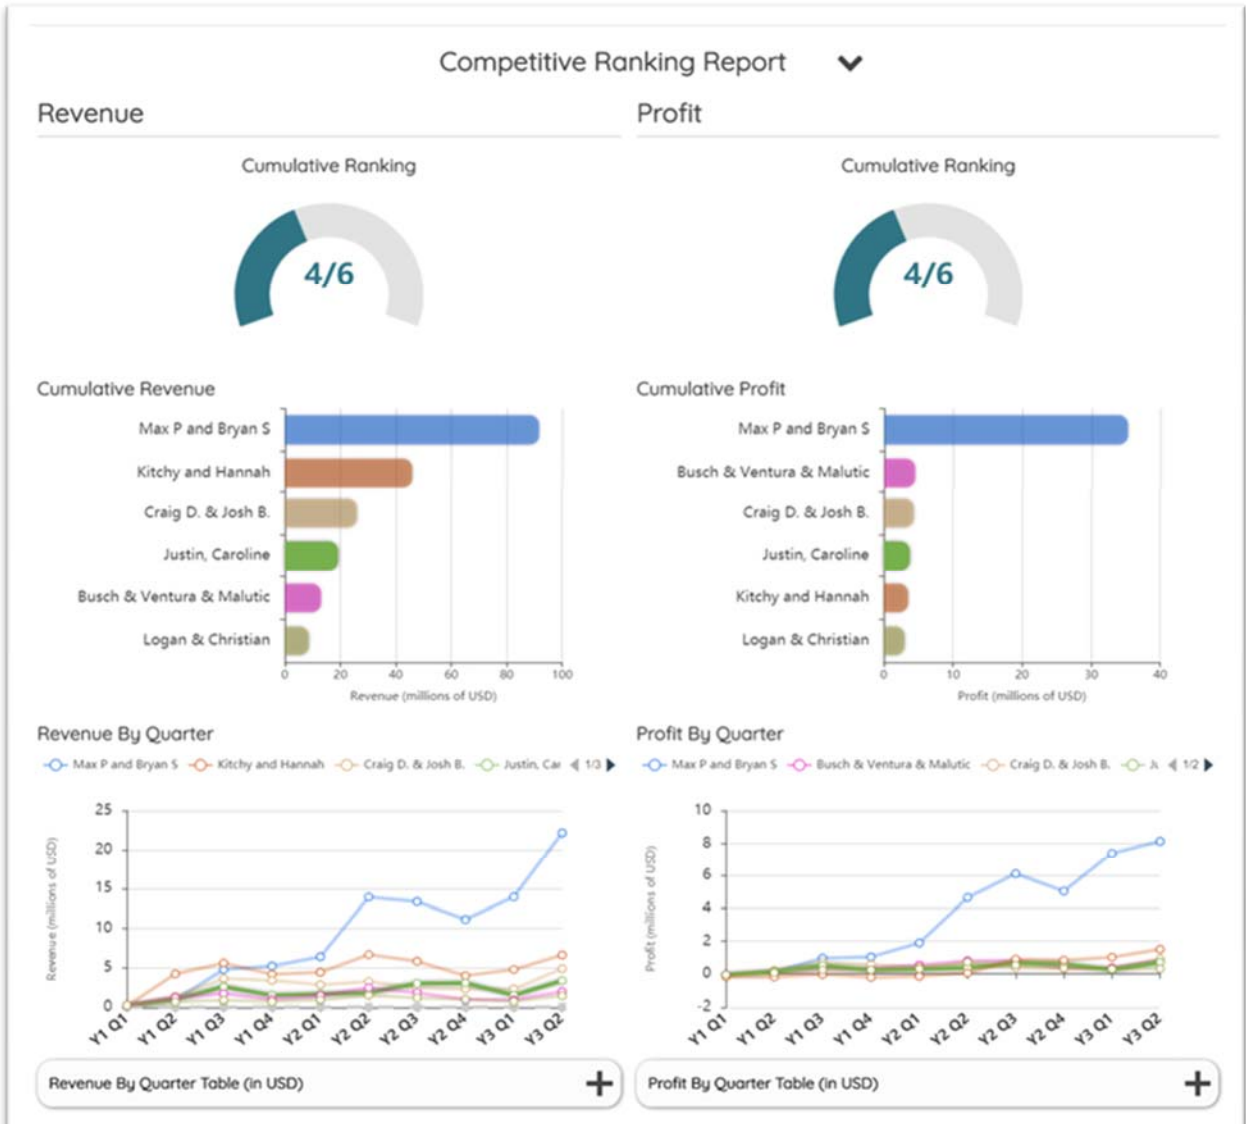 Competitive Ranking Report
Revenue
Cumulative Ranking
4/6
Cumulative Revenue
Max P and Bryan S
Kitchy and Hannah
Craig D. & Josh B.
Justin, Caroline
Busch & Ventura & Malutic
Logan & Christian
0 20 40 60 80 100
Revenue (millions of USD)
Revenue By Quarter
Max P and Bryan S Kitchy and Hannah Craig D. & Josh B. Justin, Car 1/3
25
20
15
10
5
0
Revenue (millions of USD)
Y1 Q1 Y1 Q2 Y1 Q3 Y1 Q4 Y2 Q1 Y2 Q2 Y2 Q3 Y2 Q4 Y3 Q1 Y3 Q2
Revenue By Quarter Table (in USD)
Profit
Cumulative Ranking
4/6
Cumulative Profit
Max P and Bryan S
Busch & Ventura & Malutic
Craig D. & Josh B.
Justin, Caroline
Kitchy and Hannah
Logan & Christian
0 10 20 30 40
Profit (millions of USD)
Profit By Quarter
Max P and Bryan S Busch & Ventura & Malutic Craig D. & Josh B. 1/2
10
8
6
4
2
0
-2
Profit (millions of USD)
Y1 Q1 Y1 Q2 Y1 Q3 Y1 Q4 Y2 Q1 Y2 Q2 Y2 Q3 Y2 Q4 Y3 Q1 Y3 Q2
Profit By Quarter Table (in USD)